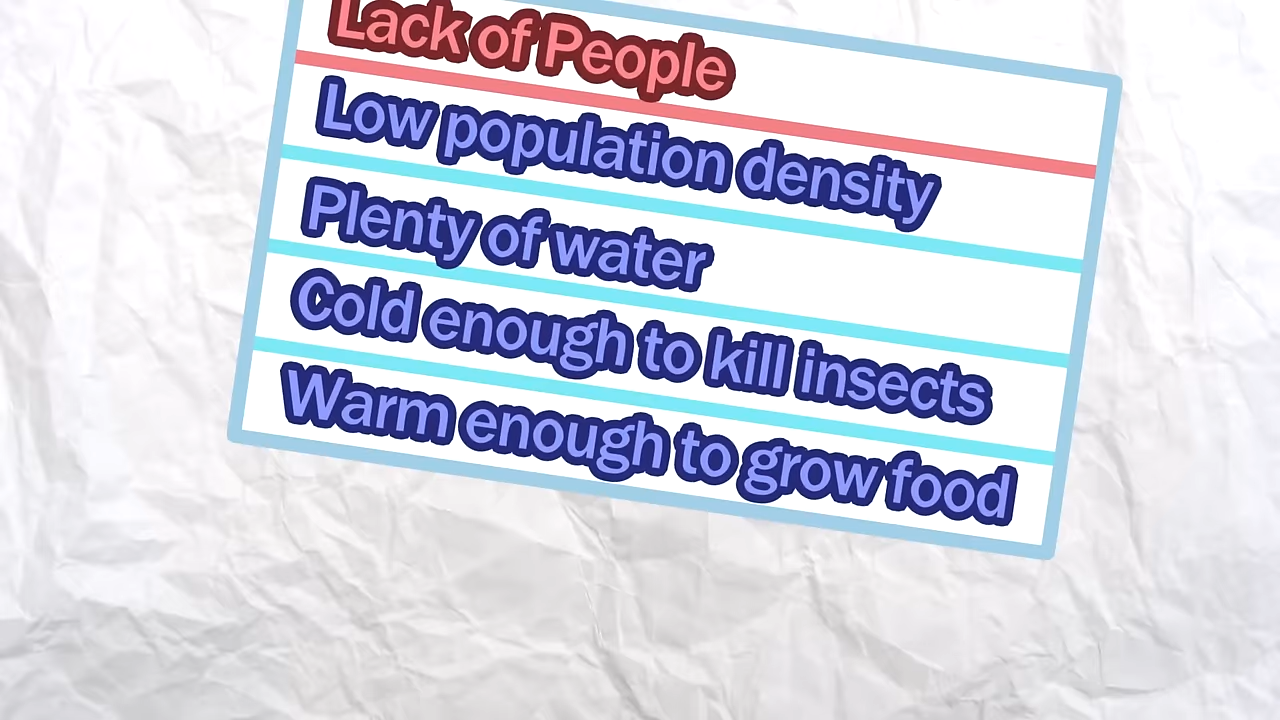 Lack of People
Low population density
Plenty of water
Cold enough to kill insects
Warm enough to grow food